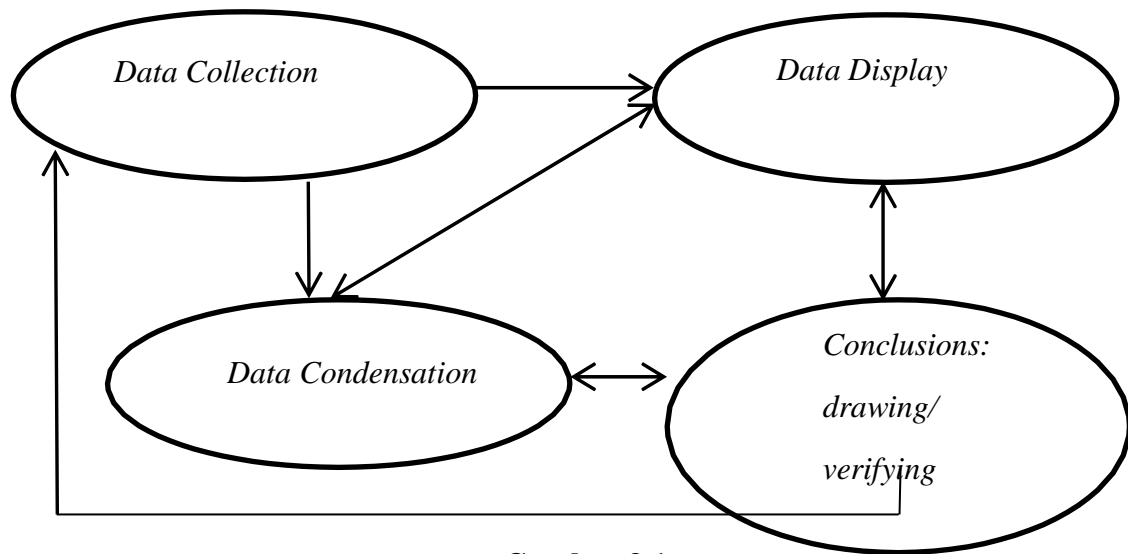 Data Collection
Data Display
Data Condensation
Conclusions:
drawing/
verifying